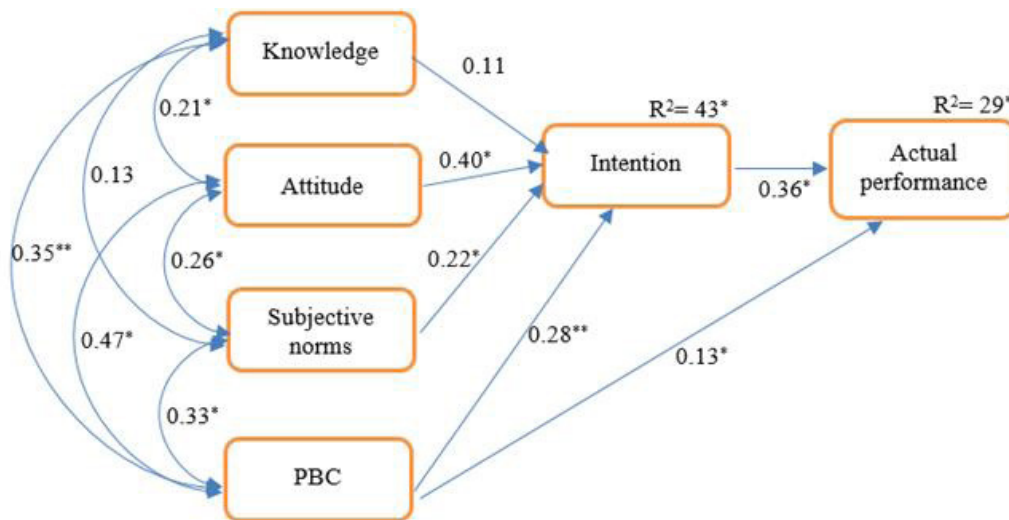 Knowledge
0.11
R²= 43*
R²= 29*
0.21*
0.13
Attitude
0.40*
Intention
0.36*
Actual
performance
0.35**
0.26*
0.22*
Subjective
norms
0.47*
0.28**
0.13*
0.33*
PBC